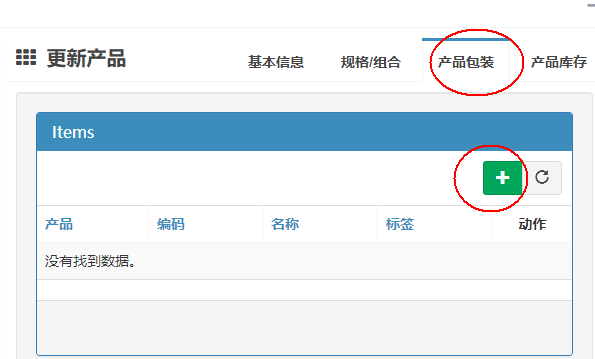 更新产品 基本信息 规格/组合 产品包装 产品库存
Items
产品 编码 名称 标签 动作
没有找到数据。